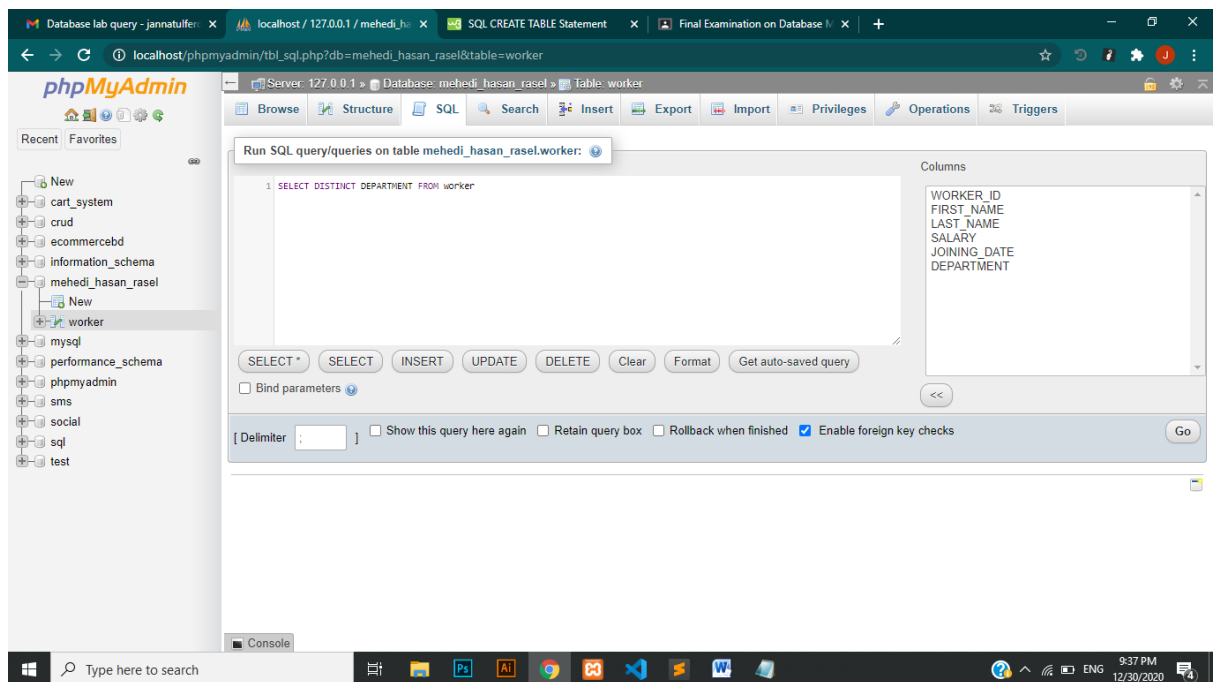 Database lab query - jannatulferd
localhost / 127.0.0.1 / mehedi_ha
SQL CREATE TABLE Statement
Final Examination on Database M
localhost/phpmyadmin/tbl_sql.php?db=mehedi_hasan_rasel&table=worker
J
phpMyAdmin
Recent Favorites
New
cart_system
crud
ecommercebd
information_schema
mehedi_hasan_rasel
New
worker
mysql
performance_schema
phpmyadmin
sms
social
sql
test
Server: 127.0.0.1 » Database: mehedi_hasan_rasel » Table: worker
Browse Structure SQL Search Insert Export Import Privileges Operations Triggers
Run SQL query/queries on table mehedi_hasan_rasel.worker:
1 SELECT DISTINCT DEPARTMENT FROM worker
Columns
WORKER_ID
FIRST_NAME
LAST_NAME
SALARY
JOINING_DATE
DEPARTMENT
SELECT * SELECT INSERT UPDATE DELETE Clear Format Get auto-saved query
Bind parameters
<<
[ Delimiter ; ] Show this query here again Retain query box Rollback when finished Enable foreign key checks
Go
Console
Type here to search
Ps
Ai
W
ENG
9:37 PM
12/30/2020
4